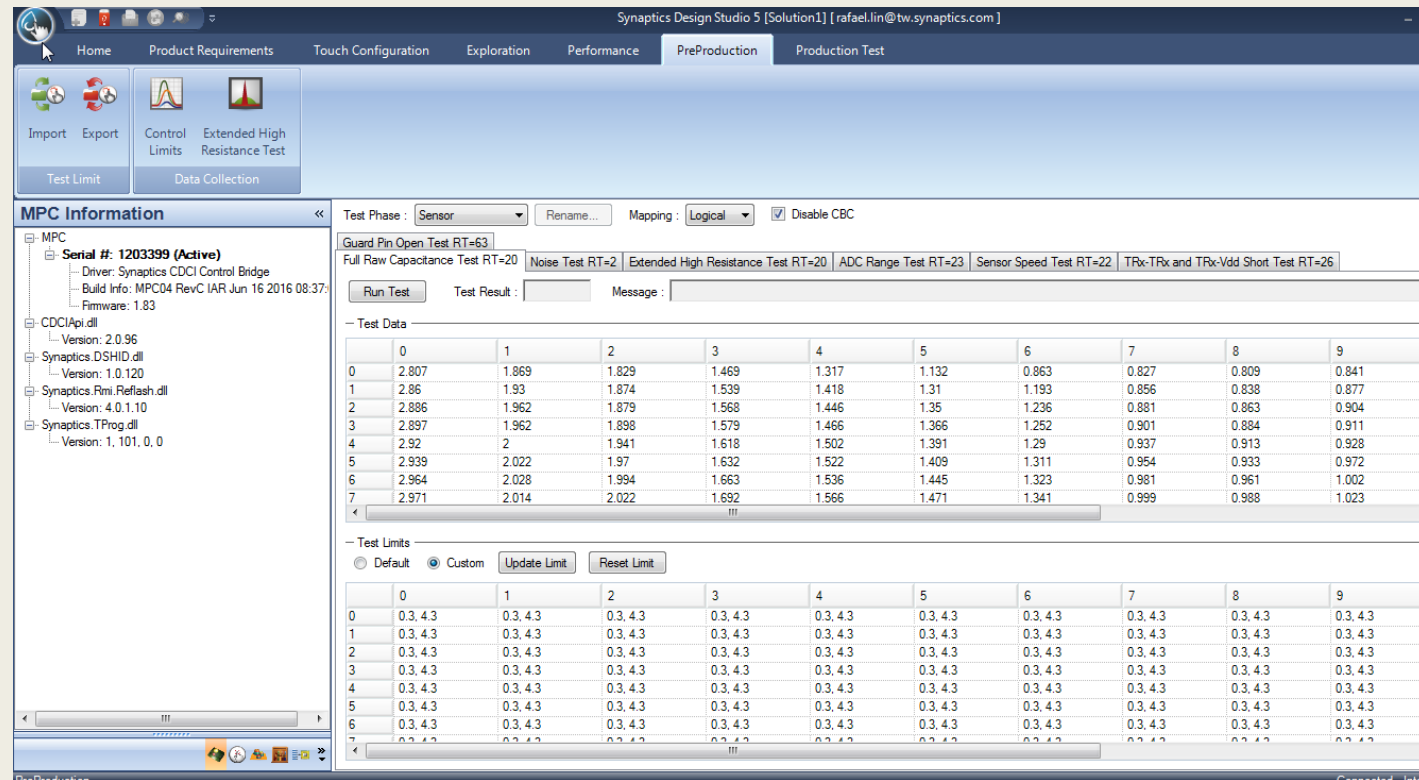 Synaptics Design Studio 5 [Solution1] [ rafael.lin@tw.synaptics.com ]
Home Product Requirements Touch Configuration Exploration Performance PreProduction Production Test
Import Export Control Limits Extended High Resistance Test
Test Limit Data Collection
MPC Information «
MPC
Serial #: 1203399 (Active)
Driver: Synaptics CDCI Control Bridge
Build Info: MPC04 RevC IAR Jun 16 2016 08:37:
Firmware: 1.83
CDCIApi.dll
Version: 2.0.96
Synaptics.DSHID.dll
Version: 1.0.120
Synaptics.Rmi.Reflash.dll
Version: 4.0.1.10
Synaptics.TProg.dll
Version: 1, 101, 0, 0
Test Phase : Sensor Rename... Mapping : Logical Disable CBC
Guard Pin Open Test RT=63
Full Raw Capacitance Test RT=20 Noise Test RT=2 Extended High Resistance Test RT=20 ADC Range Test RT=23 Sensor Speed Test RT=22 TRx-TRx and TRx-Vdd Short Test RT=26
Run Test Test Result : Message :
Test Data
0 1 2 3 4 5 6 7 8 9
0 2.807 1.869 1.829 1.469 1.317 1.132 0.863 0.827 0.809 0.841
1 2.86 1.93 1.874 1.539 1.418 1.31 1.193 0.856 0.838 0.877
2 2.886 1.962 1.879 1.568 1.446 1.35 1.236 0.881 0.863 0.904
3 2.897 1.962 1.898 1.579 1.466 1.366 1.252 0.901 0.884 0.911
4 2.92 2 1.941 1.618 1.502 1.391 1.29 0.937 0.913 0.928
5 2.939 2.022 1.97 1.632 1.522 1.409 1.311 0.954 0.933 0.972
6 2.964 2.028 1.994 1.663 1.536 1.445 1.323 0.981 0.961 1.002
7 2.971 2.014 2.022 1.692 1.566 1.471 1.341 0.999 0.988 1.023
Test Limits
Default Custom Update Limit Reset Limit
0 1 2 3 4 5 6 7 8 9
0 0.3, 4.3 0.3, 4.3 0.3, 4.3 0.3, 4.3 0.3, 4.3 0.3, 4.3 0.3, 4.3 0.3, 4.3 0.3, 4.3 0.3, 4.3
1 0.3, 4.3 0.3, 4.3 0.3, 4.3 0.3, 4.3 0.3, 4.3 0.3, 4.3 0.3, 4.3 0.3, 4.3 0.3, 4.3 0.3, 4.3
2 0.3, 4.3 0.3, 4.3 0.3, 4.3 0.3, 4.3 0.3, 4.3 0.3, 4.3 0.3, 4.3 0.3, 4.3 0.3, 4.3 0.3, 4.3
3 0.3, 4.3 0.3, 4.3 0.3, 4.3 0.3, 4.3 0.3, 4.3 0.3, 4.3 0.3, 4.3 0.3, 4.3 0.3, 4.3 0.3, 4.3
4 0.3, 4.3 0.3, 4.3 0.3, 4.3 0.3, 4.3 0.3, 4.3 0.3, 4.3 0.3, 4.3 0.3, 4.3 0.3, 4.3 0.3, 4.3
5 0.3, 4.3 0.3, 4.3 0.3, 4.3 0.3, 4.3 0.3, 4.3 0.3, 4.3 0.3, 4.3 0.3, 4.3 0.3, 4.3 0.3, 4.3
6 0.3, 4.3 0.3, 4.3 0.3, 4.3 0.3, 4.3 0.3, 4.3 0.3, 4.3 0.3, 4.3 0.3, 4.3 0.3, 4.3 0.3, 4.3